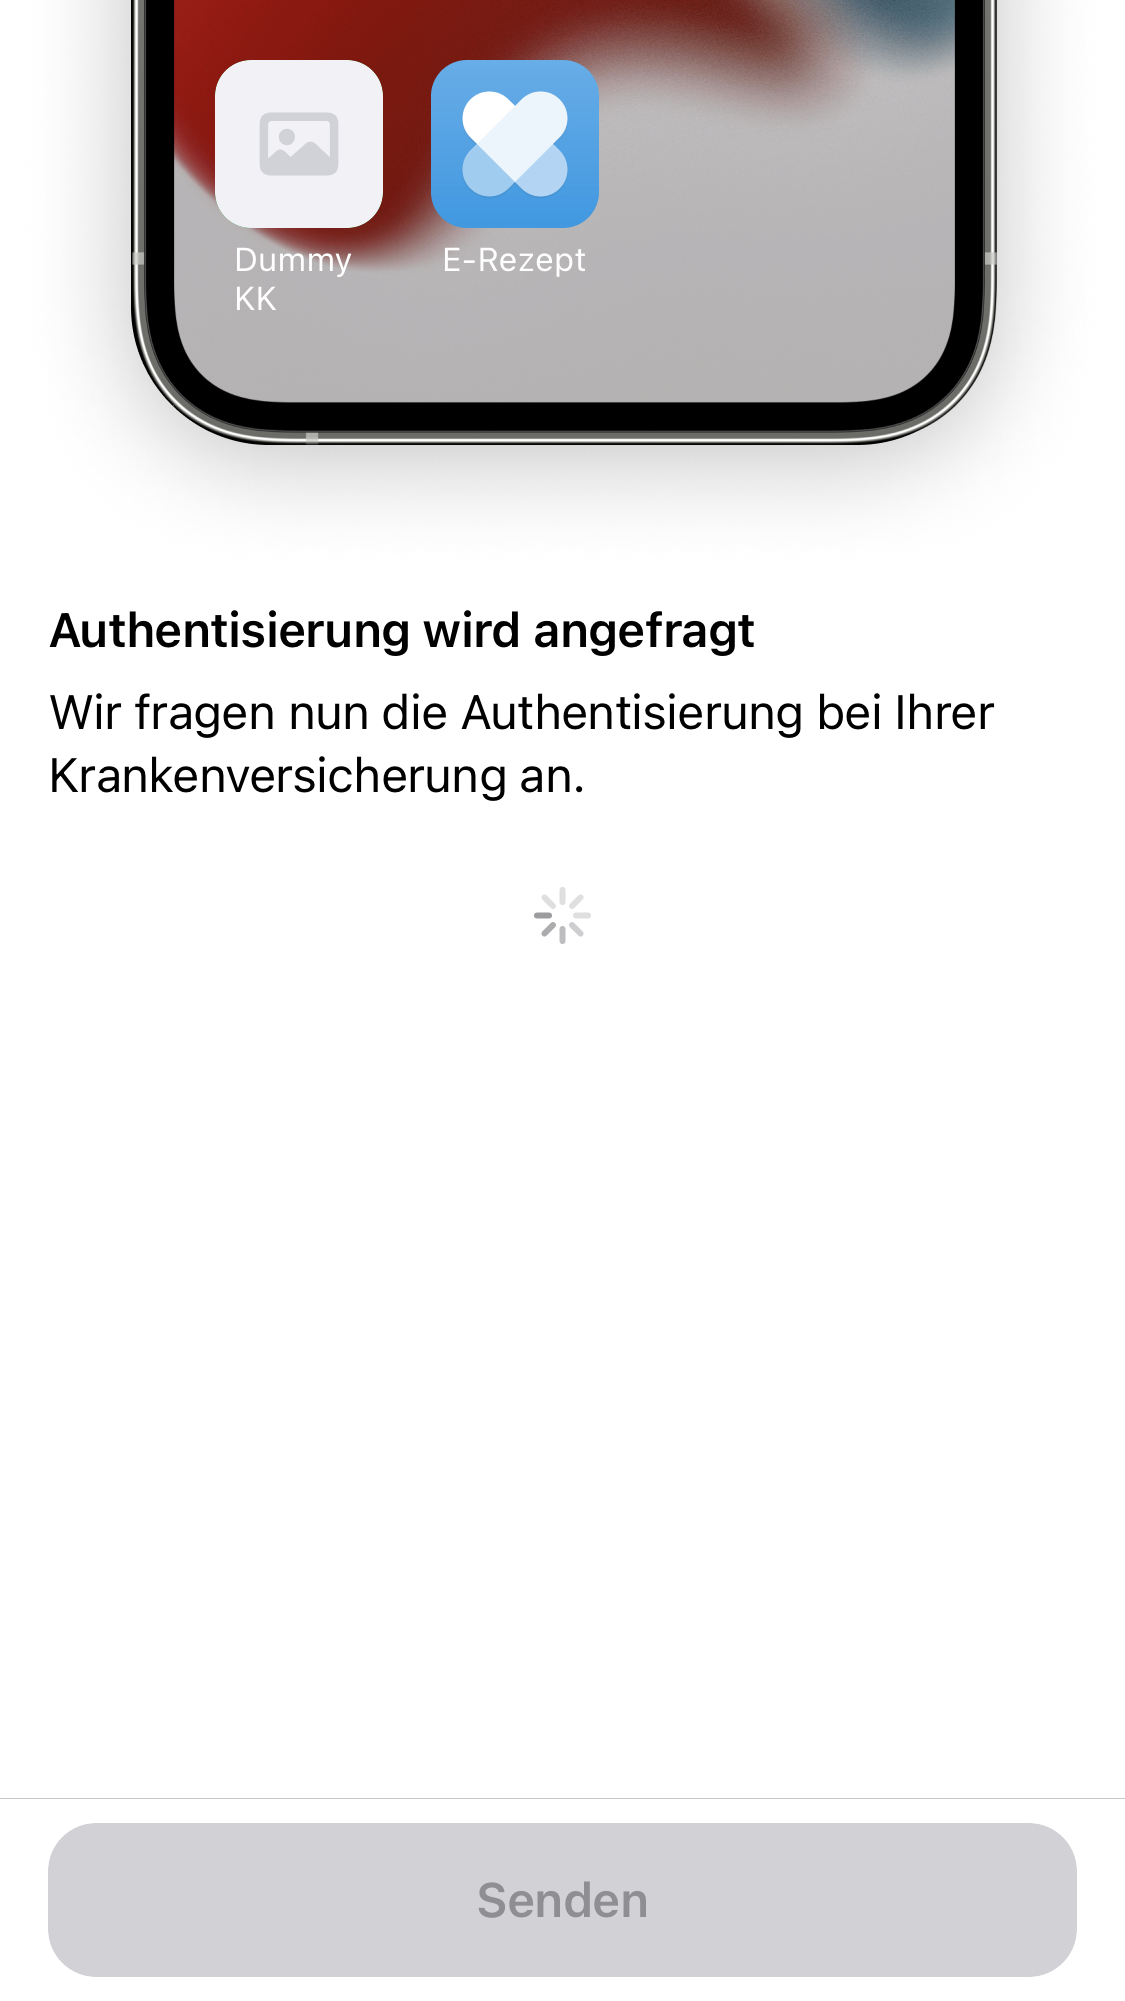 Dummy
KK
E-Rezept
Authentisierung wird angefragt
Wir fragen nun die Authentisierung bei Ihrer
Krankenversicherung an.
Senden